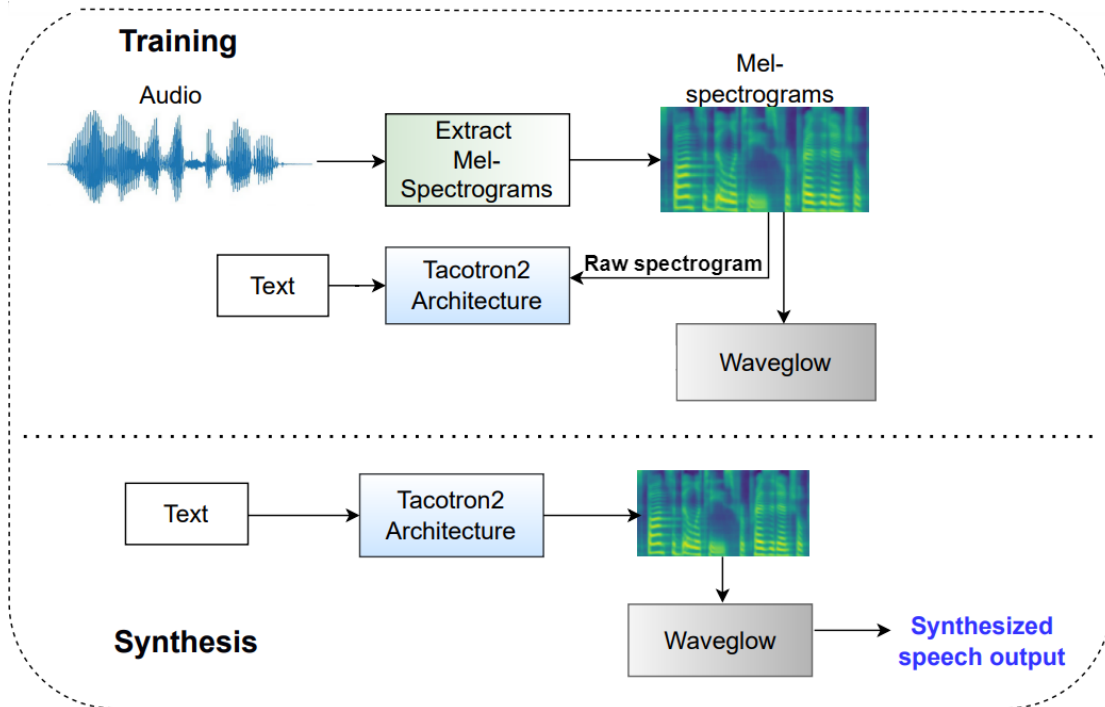 Training
Audio
Extract
Mel-
Spectrograms
Mel-
spectrograms
Text
Tacotron2
Architecture
Raw spectrogram
Waveglow
Text
Tacotron2
Architecture
Waveglow
Synthesized
speech output
Synthesis